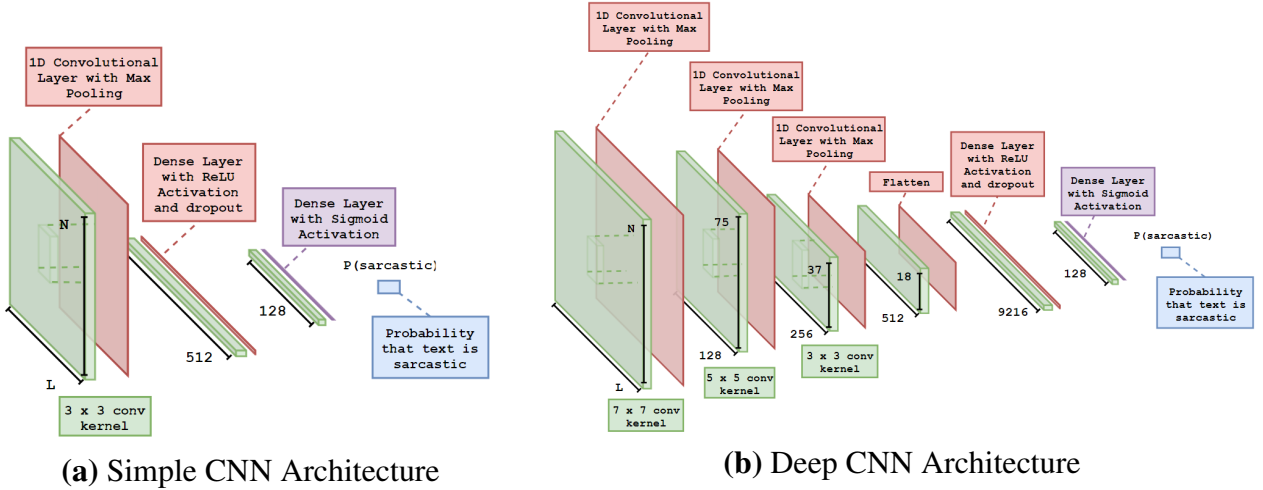 1D Convolutional
Layer with Max
Pooling
Dense Layer
with ReLU
Activation
and dropout
Dense Layer
with Sigmoid
Activation
N
L
512
128
P(sarcastic)
Probability
that text is
sarcastic
3 x 3 conv
kernel
(a) Simple CNN Architecture
1D Convolutional
Layer with Max
Pooling
1D Convolutional
Layer with Max
Pooling
1D Convolutional
Layer with Max
Pooling
Flatten
Dense Layer
with ReLU
Activation
and dropout
Dense Layer
with Sigmoid
Activation
N
L
75
128
37
256
18
512
9216
128
P(sarcastic)
Probability
that text is
sarcastic
7 x 7 conv
kernel
5 x 5 conv
kernel
3 x 3 conv
kernel
(b) Deep CNN Architecture